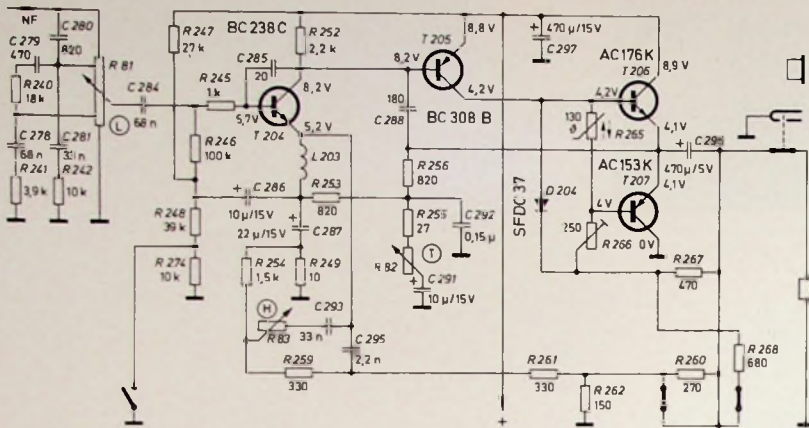 NF
C 280
820
C 279
470
R 240
18 k
C 278
68 n
R 241
3,9 k
C 281
R 242
10 k
R 81
L
C 284
68 n
R 247
27 k
R 245
1 k
R 246
100 k
R 248
39 k
R 274
10 k
BC 238 C
R 252
2,2 k
C 285
20
8,2 V
5,7 V
T 204
5,2 V
L 203
C 286
10 µ/15 V
R 253
820
22 µ/15 V
C 287
R 254
1,5 k
R 249
10
H
R 83
C 293
33 n
C 295
2,2 n
R 259
330
T 205
8,8 V
8,2 V
4,2 V
BC 308 B
180
C 288
R 256
820
R 255
27
T
R 82
C 291
10 µ/15 V
C 292
0,15 µ
470 µ/15 V
C 297
SFDC 37
D 204
AC 176 K
T 206
8,9 V
4,2 V
130
R 265
4,1 V
AC 153 K
T 207
4,1 V
4 V
250
R 266
0 V
470 µ/5 V
R 267
470
R 261
330
R 262
150
R 260
270
R 268
680